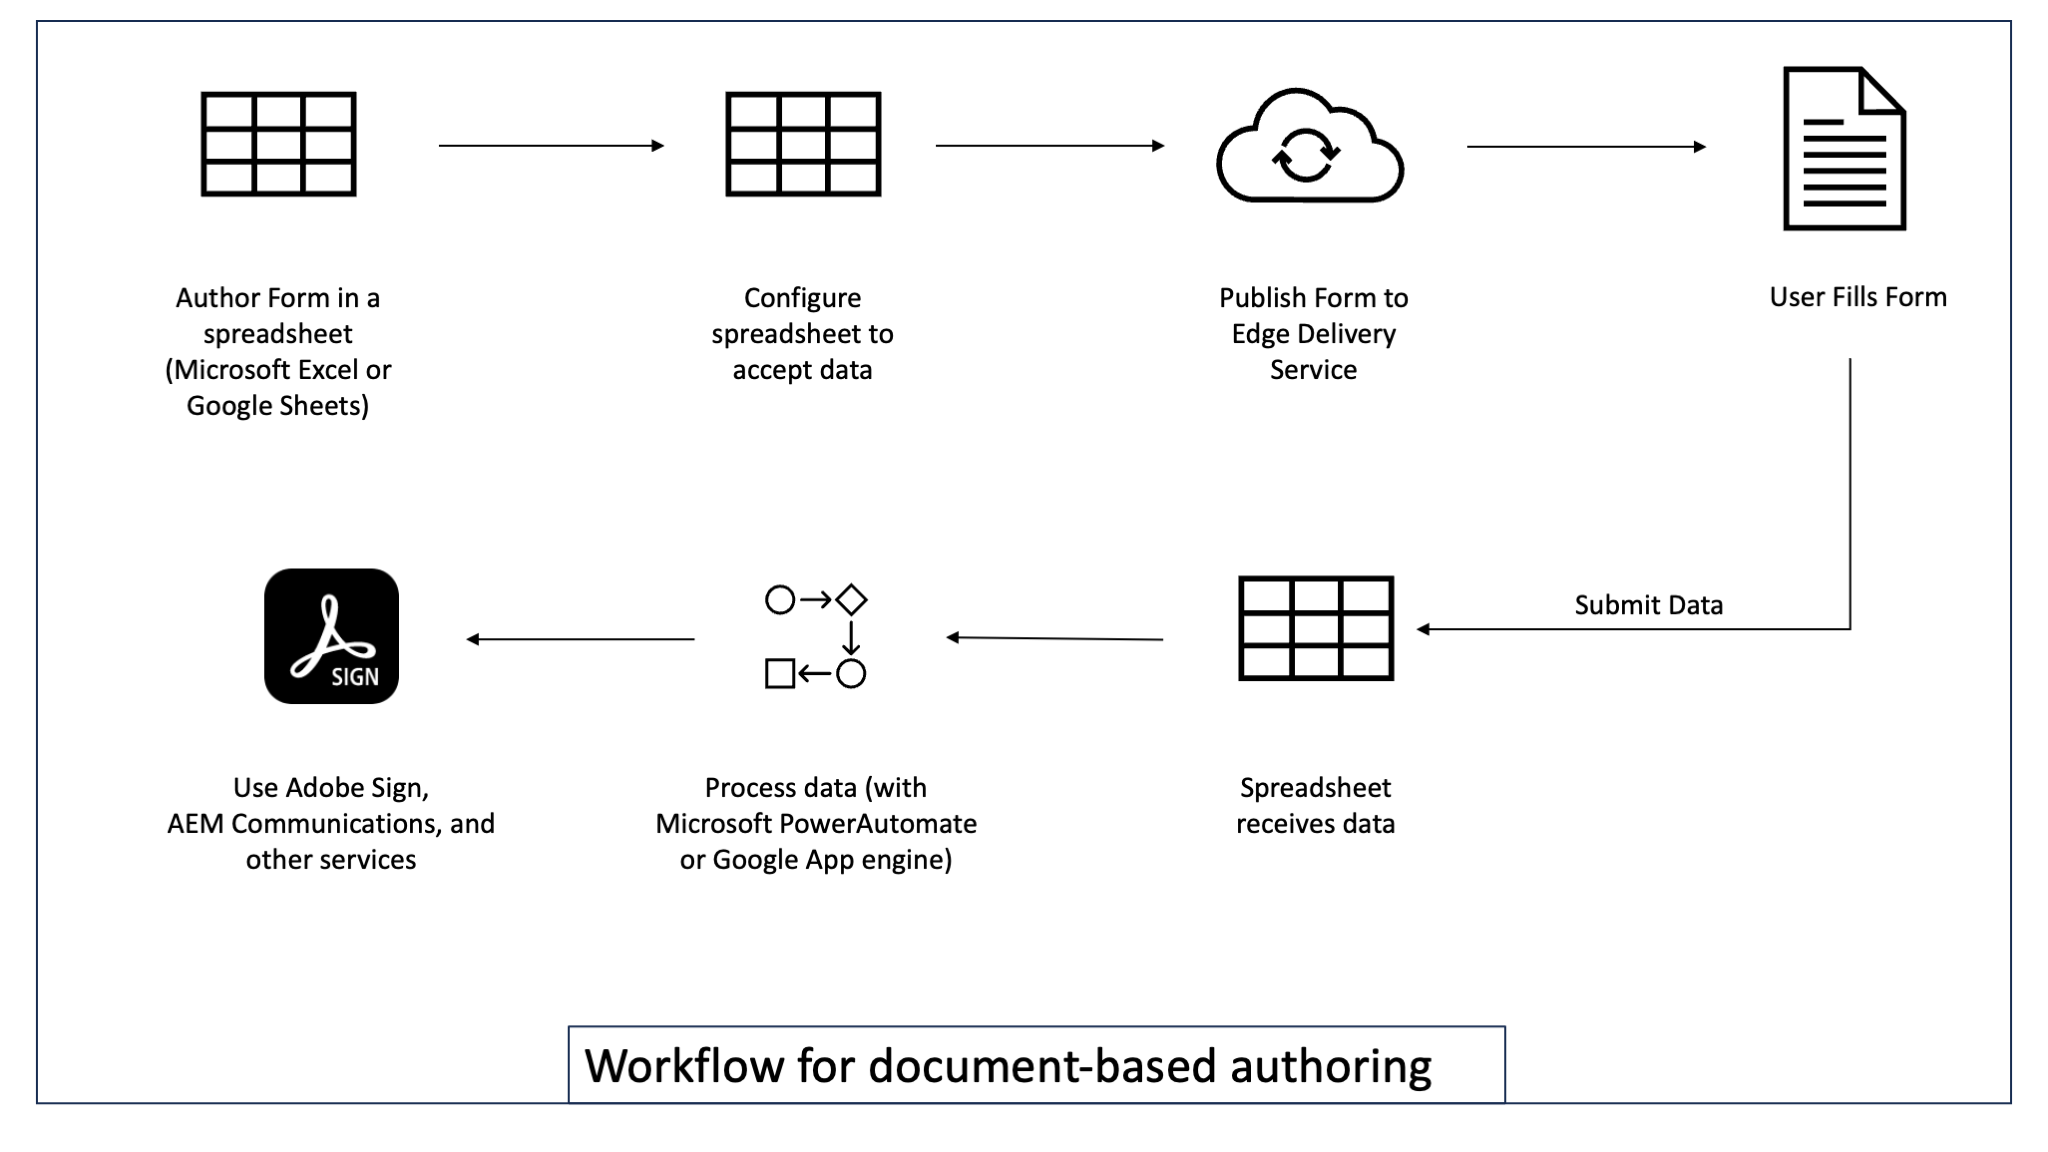 Author Form in a
spreadsheet
(Microsoft Excel or
Google Sheets)
Configure
spreadsheet to
accept data
Publish Form to
Edge Delivery
Service
User Fills Form
Submit Data
SIGN
Use Adobe Sign,
AEM Communications, and
other services
Process data (with
Microsoft PowerAutomate
or Google App engine)
Spreadsheet
receives data
Workflow for document-based authoring